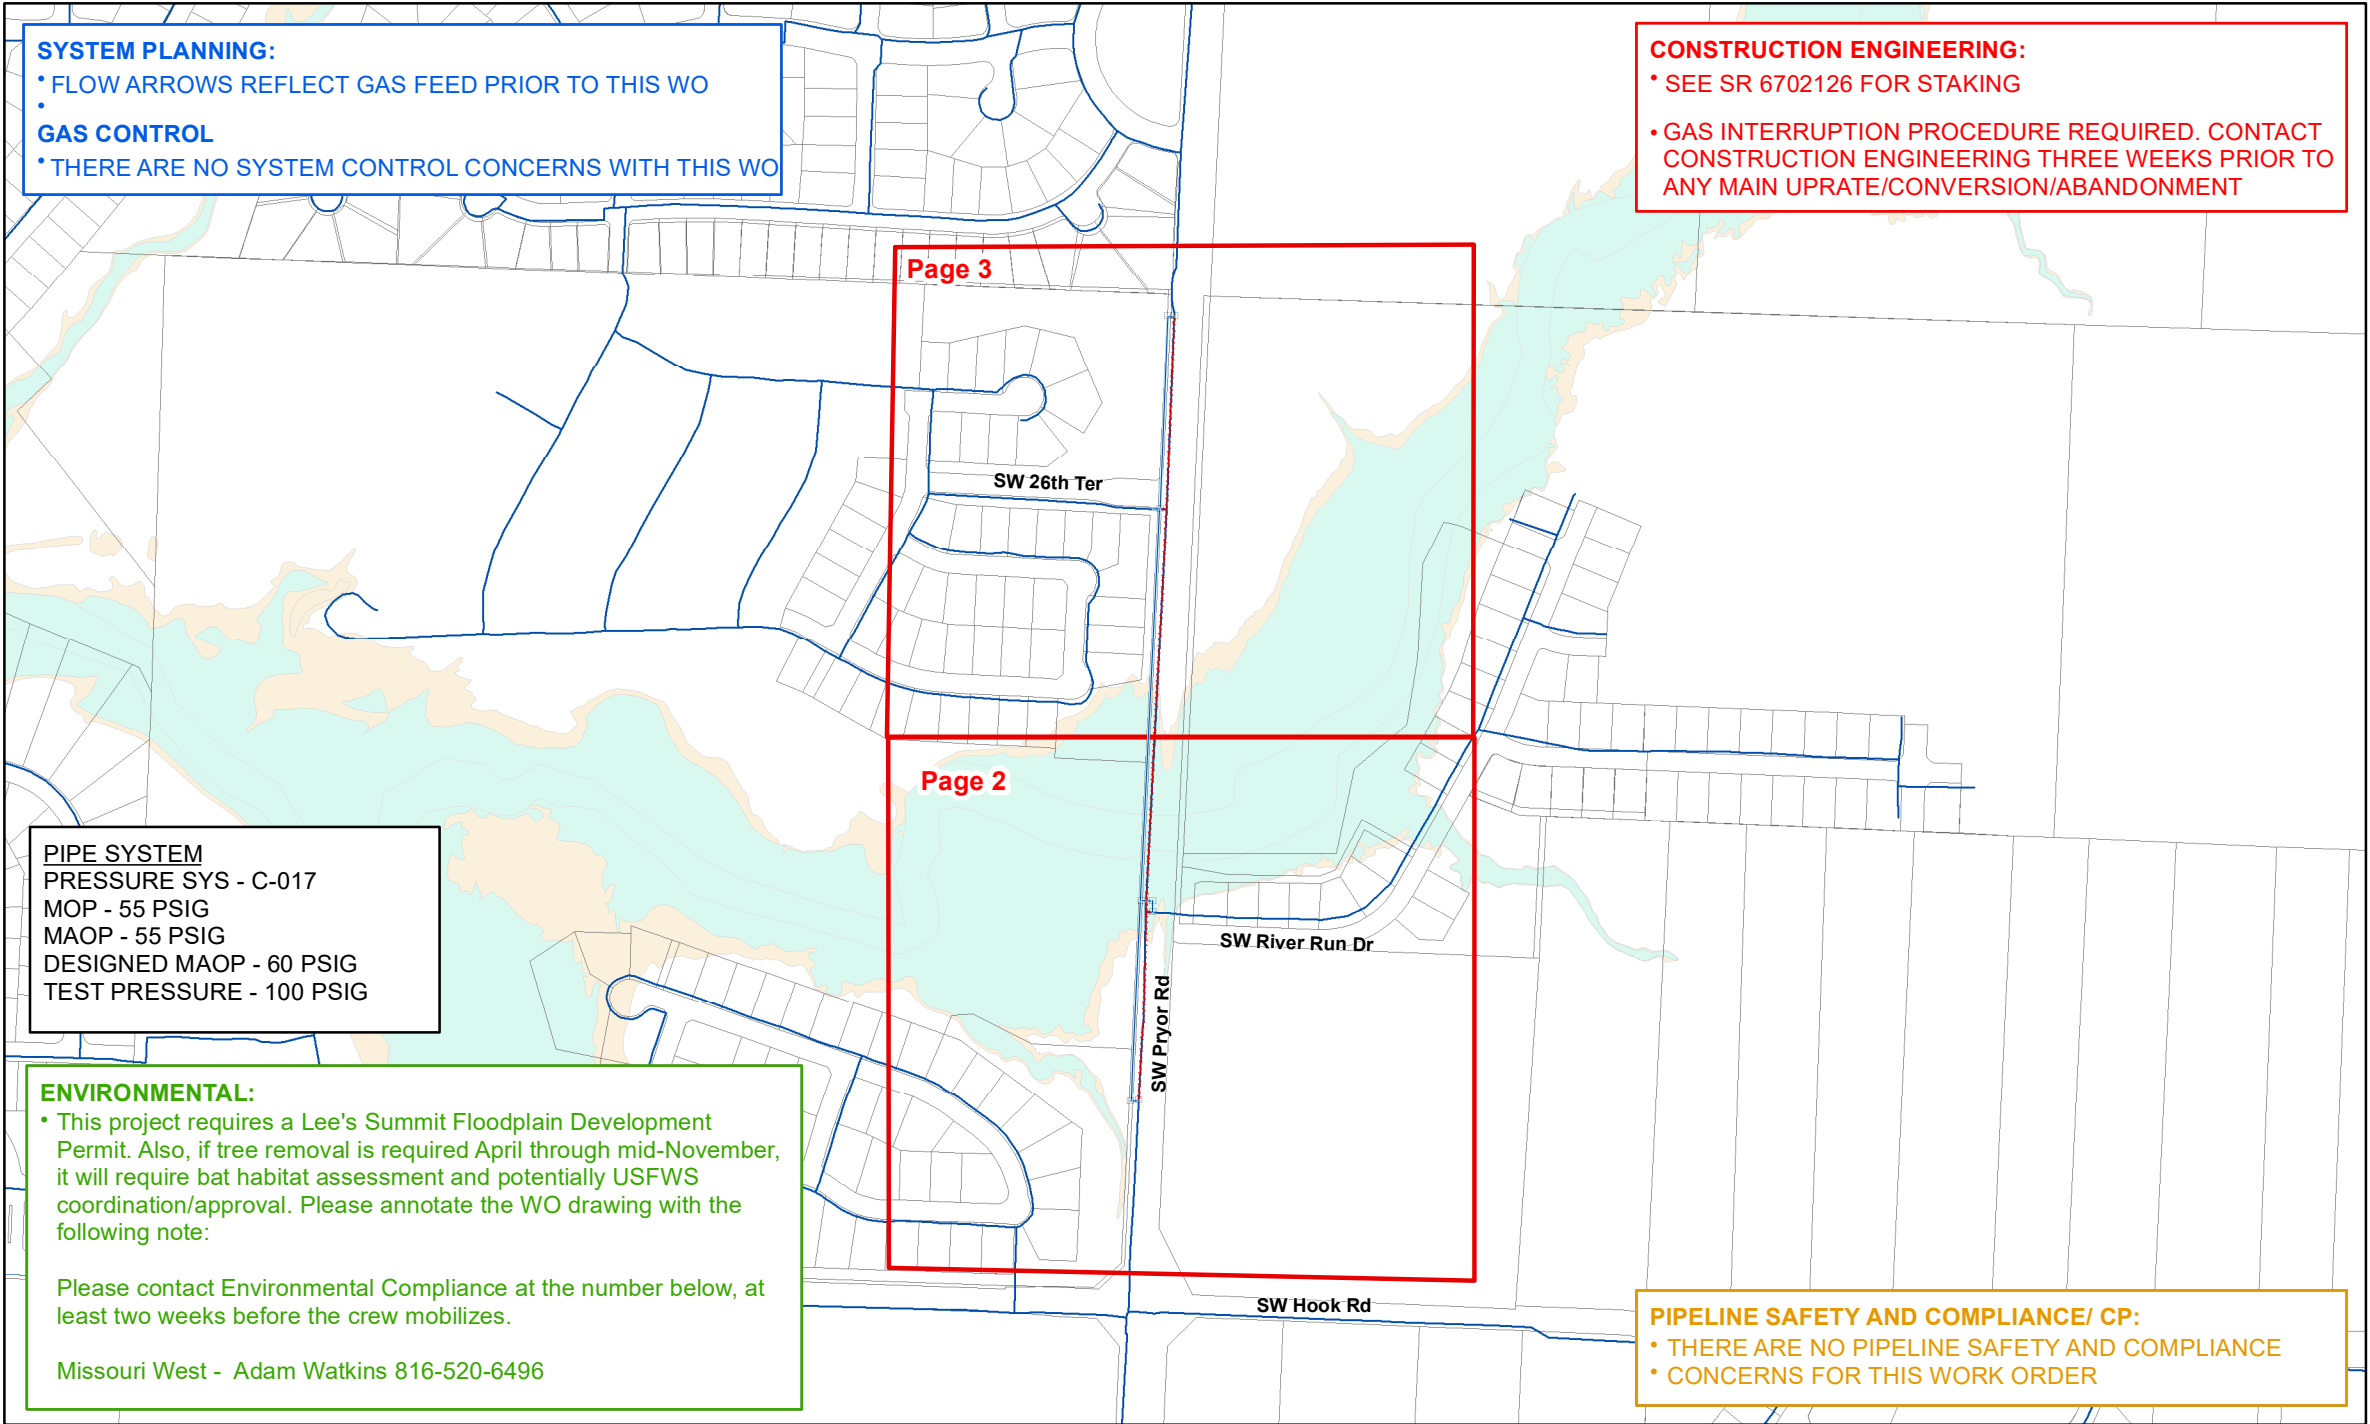 SYSTEM PLANNING:
• FLOW ARROWS REFLECT GAS FEED PRIOR TO THIS WO
•
GAS CONTROL
• THERE ARE NO SYSTEM CONTROL CONCERNS WITH THIS WO
CONSTRUCTION ENGINEERING:
• SEE SR 6702126 FOR STAKING
• GAS INTERRUPTION PROCEDURE REQUIRED. CONTACT
CONSTRUCTION ENGINEERING THREE WEEKS PRIOR TO
ANY MAIN UPRATE/CONVERSION/ABANDONMENT
Page 3
SW 26th Ter
Page 2
SW River Run Dr
SW Pryor Rd
SW Hook Rd
PIPE SYSTEM
PRESSURE SYS - C-017
MOP - 55 PSIG
MAOP - 55 PSIG
DESIGNED MAOP - 60 PSIG
TEST PRESSURE - 100 PSIG
ENVIRONMENTAL:
• This project requires a Lee's Summit Floodplain Development
Permit. Also, if tree removal is required April through mid-November,
it will require bat habitat assessment and potentially USFWS
coordination/approval. Please annotate the WO drawing with the
following note:
Please contact Environmental Compliance at the number below, at
least two weeks before the crew mobilizes.
Missouri West - Adam Watkins 816-520-6496
PIPELINE SAFETY AND COMPLIANCE/ CP:
• THERE ARE NO PIPELINE SAFETY AND COMPLIANCE
• CONCERNS FOR THIS WORK ORDER